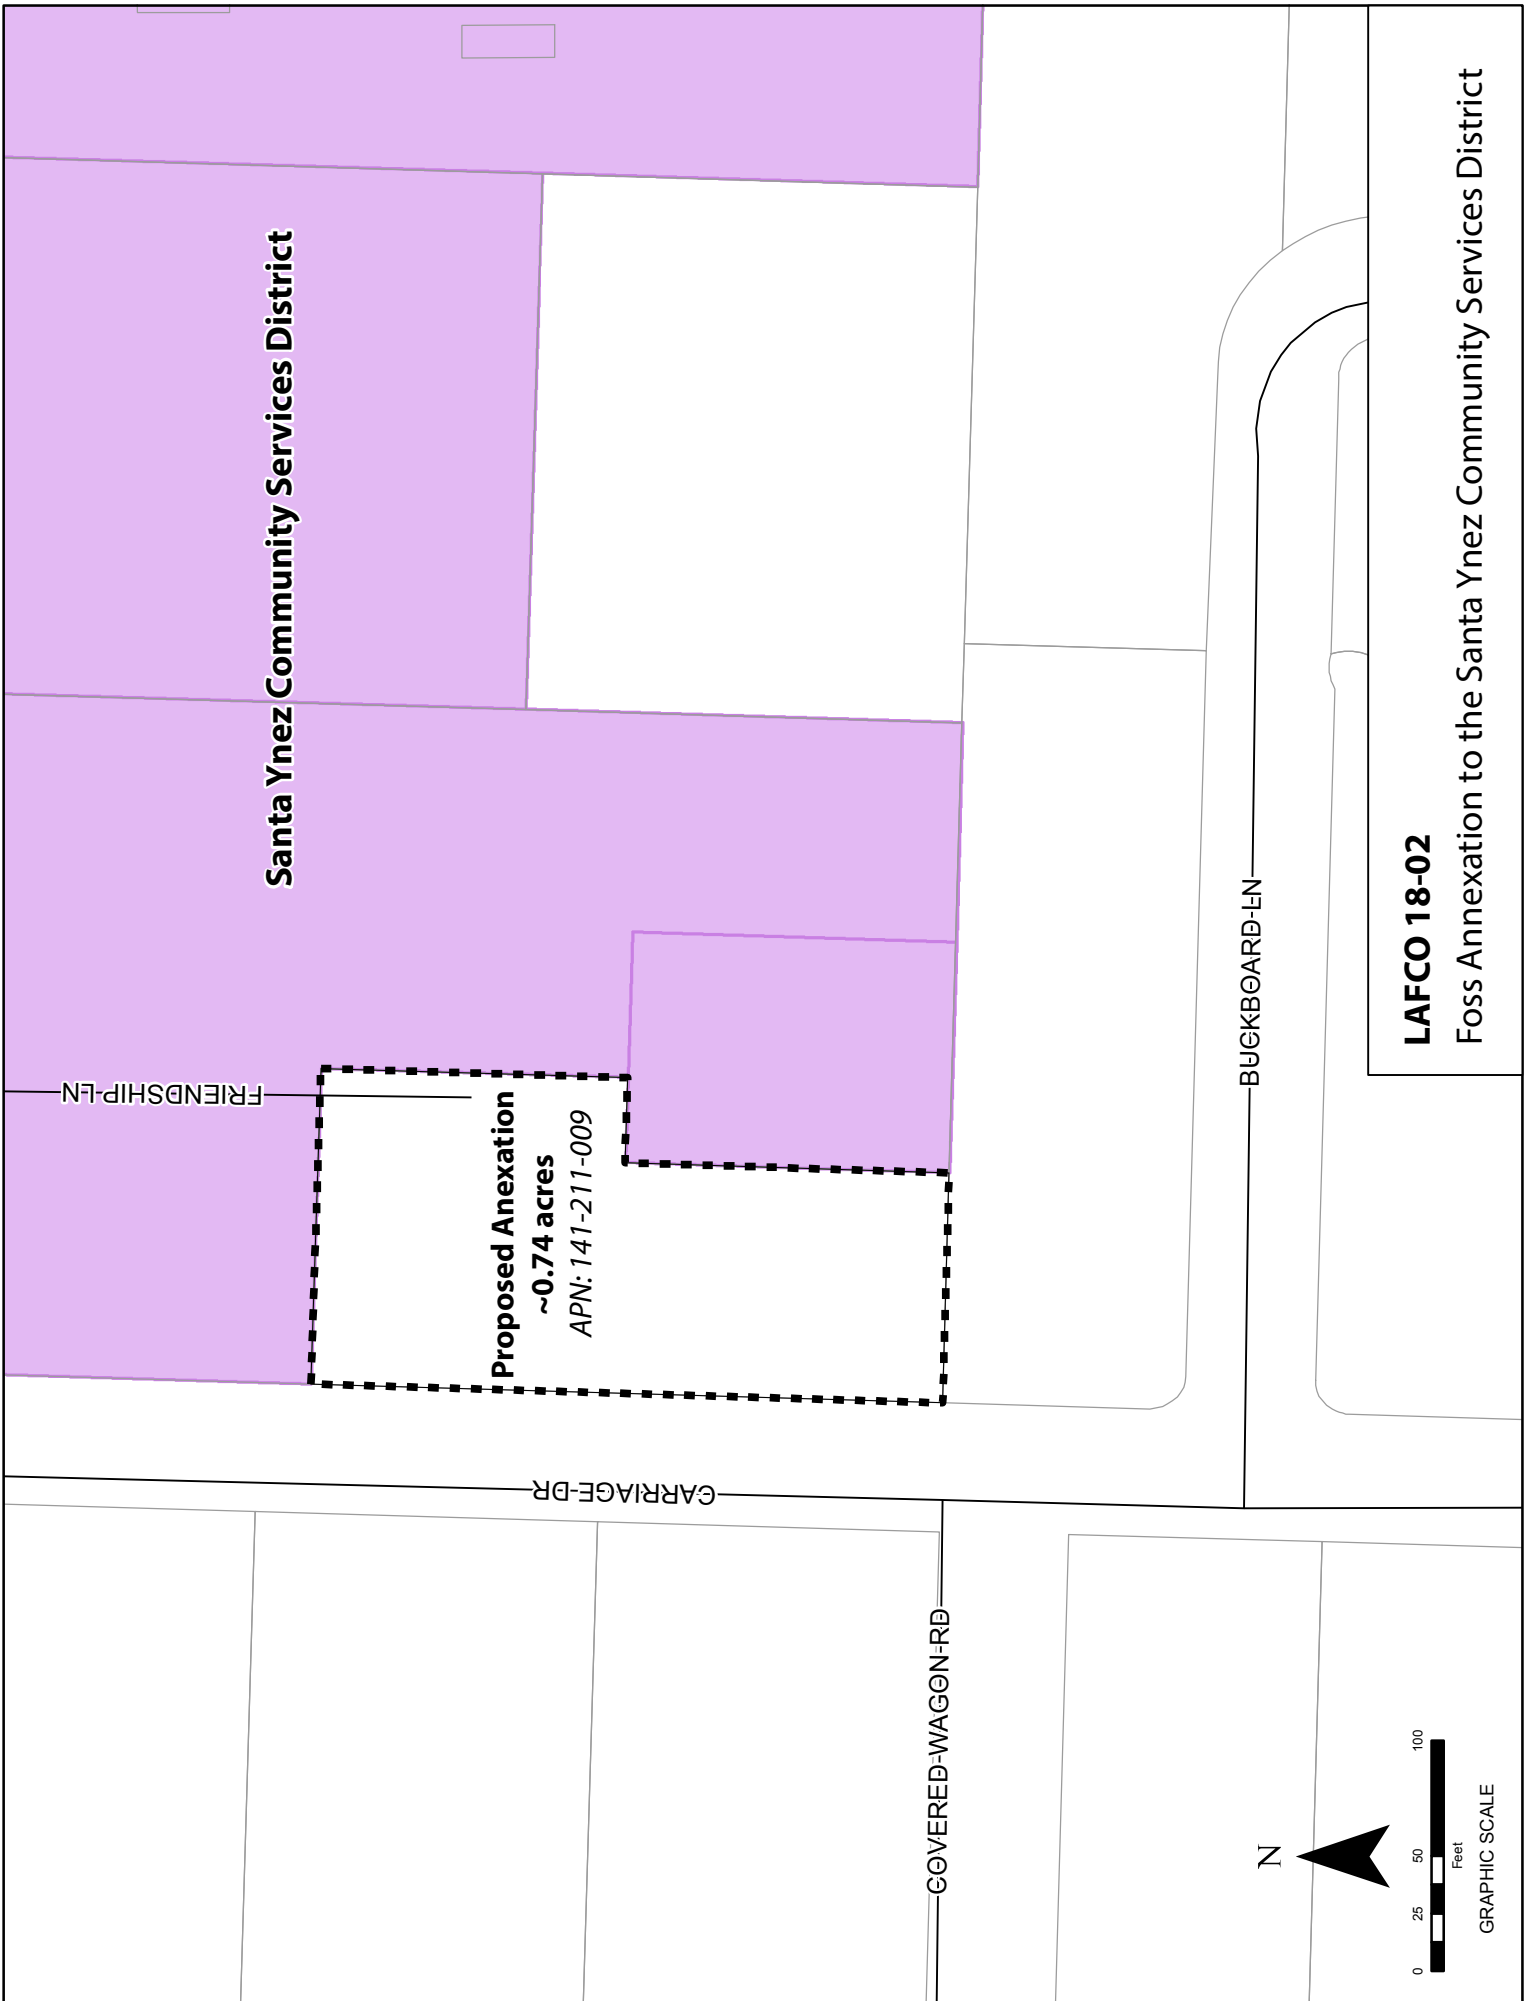 Santa Ynez Community Services District
FRIENDSHIP LN
Proposed Anexation
~0.74 acres
APN: 141-211-009
CARRIAGE DR
COVERED WAGON RD
BUCKBOARD LN
N
0 25 50 100
Feet
GRAPHIC SCALE
LAFCO 18-02
Foss Annexation to the Santa Ynez Community Services District